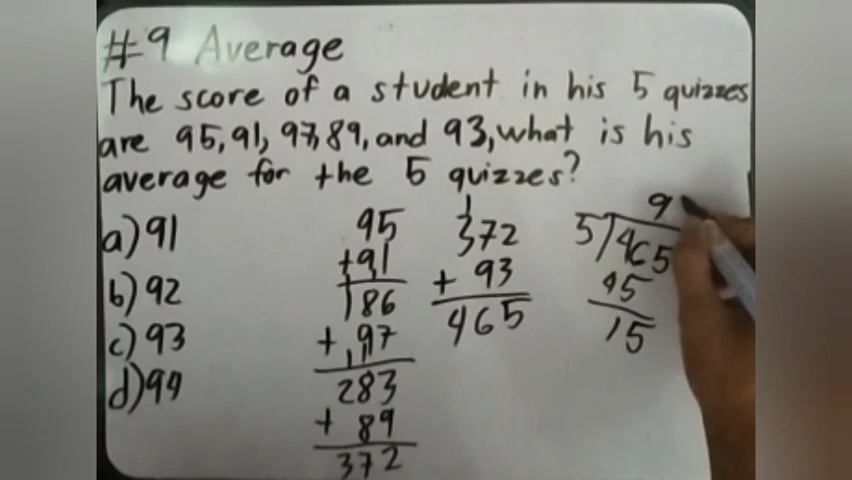 #9 Average
The score of a student in his 5 quizzes
are 95, 91, 97, 89, and 93, what is his
average for the 5 quizzes?
a) 91
b) 92
c) 93
d) 94
95
+91
186
+97
283
+ 89
372
1
372
+ 93
465
9
5)465
45
15